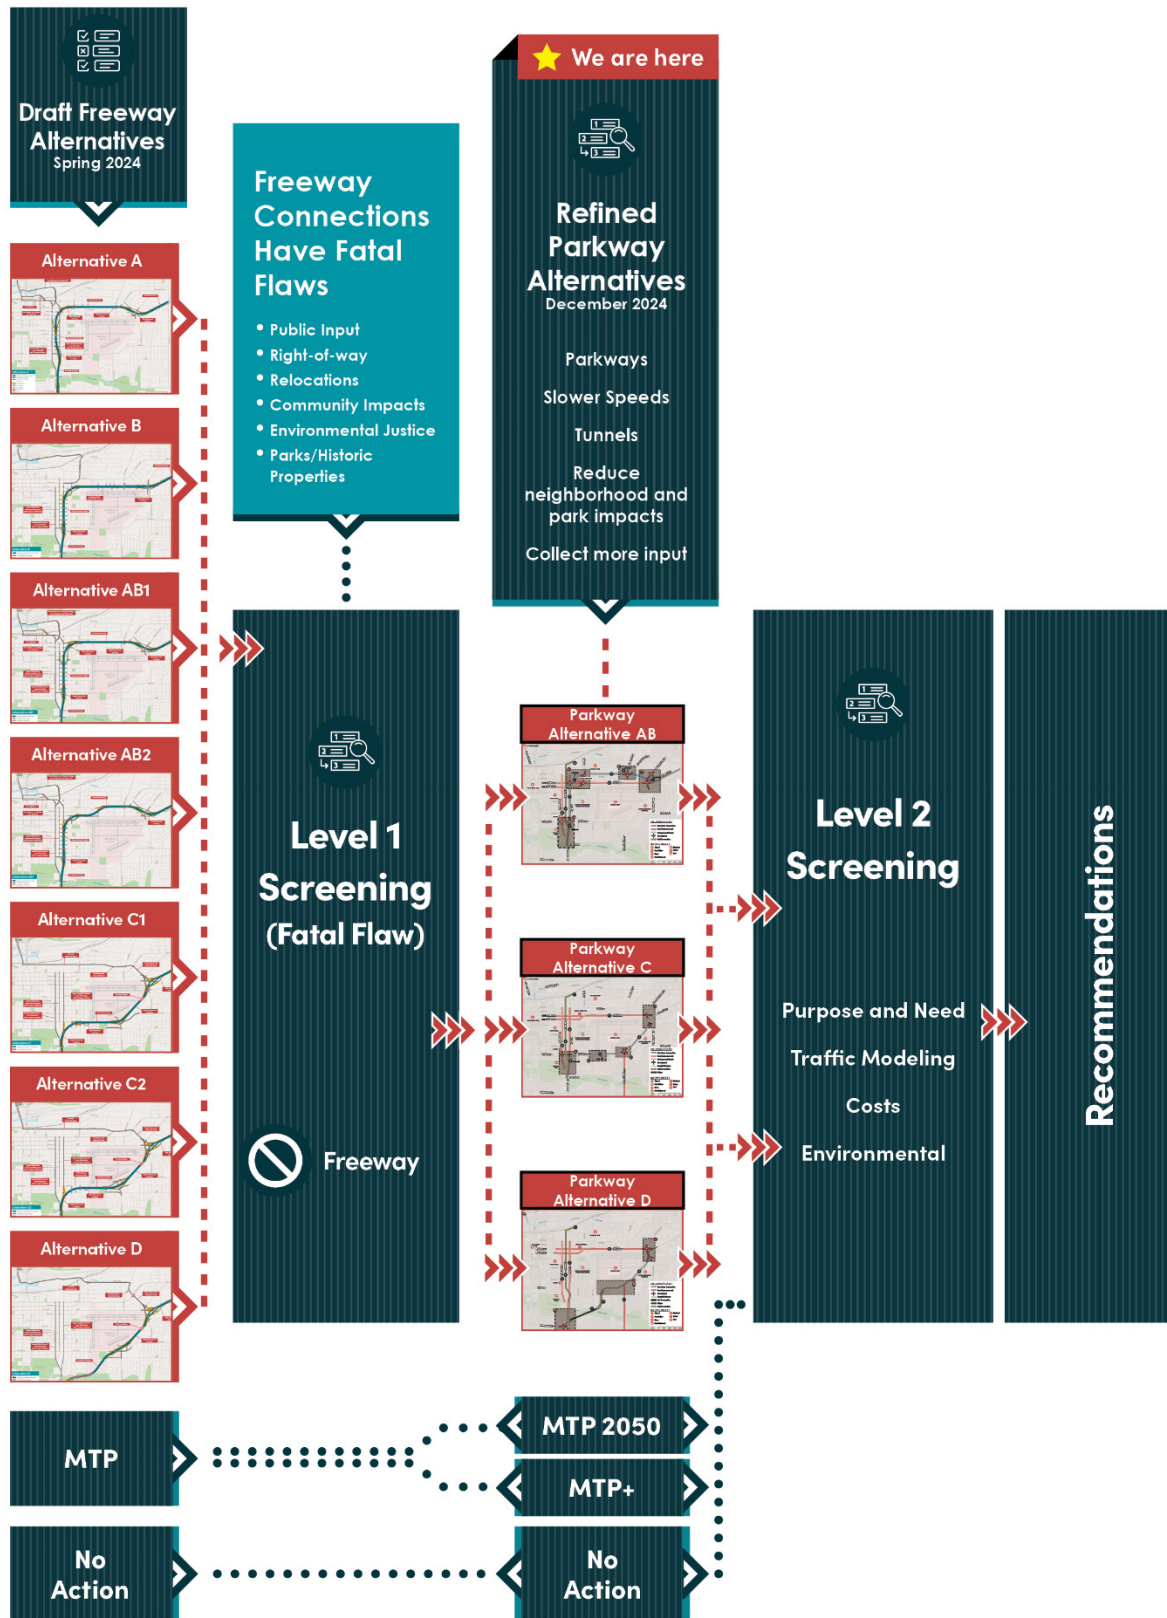 Draft Freeway
Alternatives
Spring 2024
Alternative A
Alternative B
Alternative AB1
Alternative AB2
Alternative C1
Alternative C2
Alternative D
MTP
No
Action
Freeway
Connections
Have Fatal
Flaws
• Public Input
• Right-of-way
• Relocations
• Community Impacts
• Environmental Justice
• Parks/Historic
Properties
Level 1
Screening
(Fatal Flaw)
Freeway
We are here
Refined
Parkway
Alternatives
December 2024
Parkways
Slower Speeds
Tunnels
Reduce
neighborhood and
park impacts
Collect more input
Parkway
Alternative AB
Parkway
Alternative C
Parkway
Alternative D
MTP 2050
MTP+
No
Action
Level 2
Screening
Purpose and Need
Traffic Modeling
Costs
Environmental
Recommendations